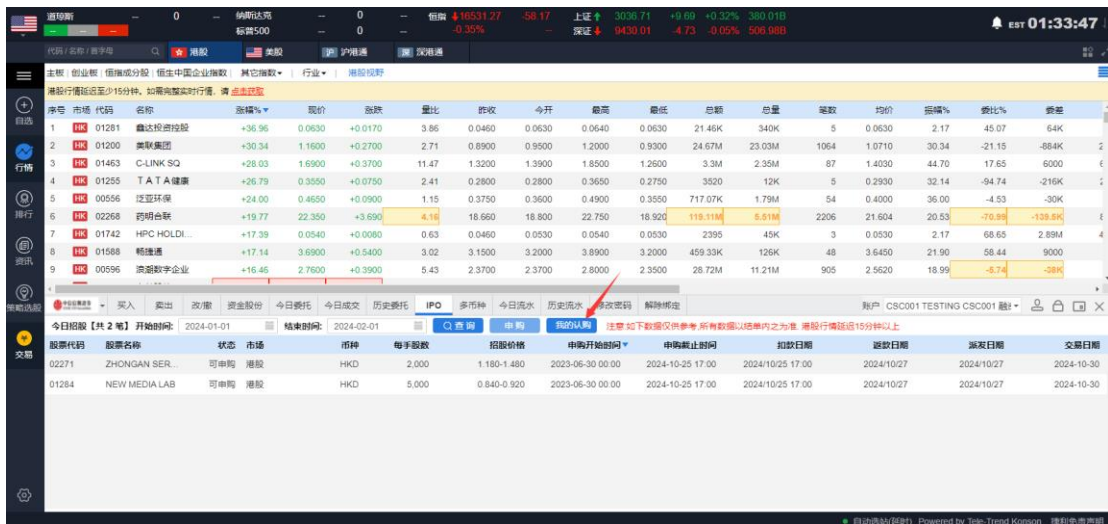 道琼斯 -- 0 -- 纳斯达克 -- 0 -- 恒指 16531.27 -58.17 上证 3036.71 +9.69 +0.32% 380.01B
-- -- -- 标普500 -- 0 -- -0.35% -- 深证 9430.01 -4.73 -0.05% 506.98B
EST 01:33:47
代码/名称/首字母 港股 美股 沪 沪港通 深 深港通
主板 创业板 恒指成分股 恒生中国企业指数 其它指数 行业 港股视野
港股行情延迟至少15分钟。如需完整实时行情, 请 点击获取
序号 市场 代码 名称 涨幅% 现价 涨跌 量比 昨收 今开 最高 最低 总额 总量 笔数 均价 振幅% 委比% 委差
1 HK 01281 鑫达投资控股 +36.96 0.0630 +0.0170 3.86 0.0460 0.0630 0.0640 0.0630 21.46K 340K 5 0.0630 2.17 45.07 64K
2 HK 01200 美联集团 +30.34 1.1600 +0.2700 2.71 0.8900 0.9500 1.2000 0.9300 24.67M 23.03M 1064 1.0710 30.34 -21.15 -884K
3 HK 01463 C-LINK SQ +28.03 1.6900 +0.3700 11.47 1.3200 1.3900 1.8500 1.2600 3.3M 2.35M 87 1.4030 44.70 17.65 6000
4 HK 01255 TATA健康 +26.79 0.3550 +0.0750 2.41 0.2800 0.2800 0.3650 0.2750 3520 12K 5 0.2930 32.14 -94.74 -216K
5 HK 00556 泛亚环保 +24.00 0.4650 +0.0900 1.15 0.3750 0.3600 0.4900 0.3550 717.07K 1.79M 54 0.4000 36.00 -4.53 -30K
6 HK 02268 药明合联 +19.77 22.350 +3.690 4.16 18.660 18.800 22.750 18.920 119.11M 5.51M 2206 21.604 20.53 -70.99 -139.5K
7 HK 01742 HPC HOLDI... +17.39 0.0540 +0.0080 0.63 0.0460 0.0540 0.0540 0.0530 2395 45K 3 0.0530 2.17 68.65 2.89M
8 HK 01588 畅捷通 +17.14 3.6900 +0.5400 3.02 3.1500 3.2000 3.8900 3.2000 459.33K 126K 48 3.6450 21.90 58.44 9000
9 HK 00596 浪潮数字企业 +16.46 2.7600 +0.3900 5.43 2.3700 2.3700 2.8000 2.3500 28.72M 11.21M 905 2.5620 18.99 -5.74 -38K
自选
行情
排行
资讯
策略选股
交易
买入 卖出 改/撤 资金股份 今日委托 今日成交 历史委托 IPO 多币种 今日流水 历史流水 修改密码 解除绑定 账户 CSC001 TESTING CSC001
今日招股【共 2 笔】 开始时间: 2024-01-01 结束时间: 2024-02-01 查 询 申 购 我的认购 注意:如下数据仅供参考,所有数据以结单内之为准. 港股行情延迟15分钟以上
股票代码 股票名称 状态 市场 币种 每手股数 招股价格 申购开始时间 申购截止时间 扣款日期 退款日期 派发日期 交易日期
02271 ZHONGAN SER... 可申购 港股 HKD 2,000 1.180-1.480 2023-06-30 00:00 2024-10-25 17:00 2024/10/25 17:00 2024/10/27 2024/10/27 2024-10-30
01284 NEW MEDIA LAB 可申购 港股 HKD 5,000 0.840-0.920 2023-06-30 00:00 2024-10-25 17:00 2024/10/25 17:00 2024/10/27 2024/10/27 2024-10-30
自动选站(延时) Powered by Tele-Trend Konson 捷利免责声明